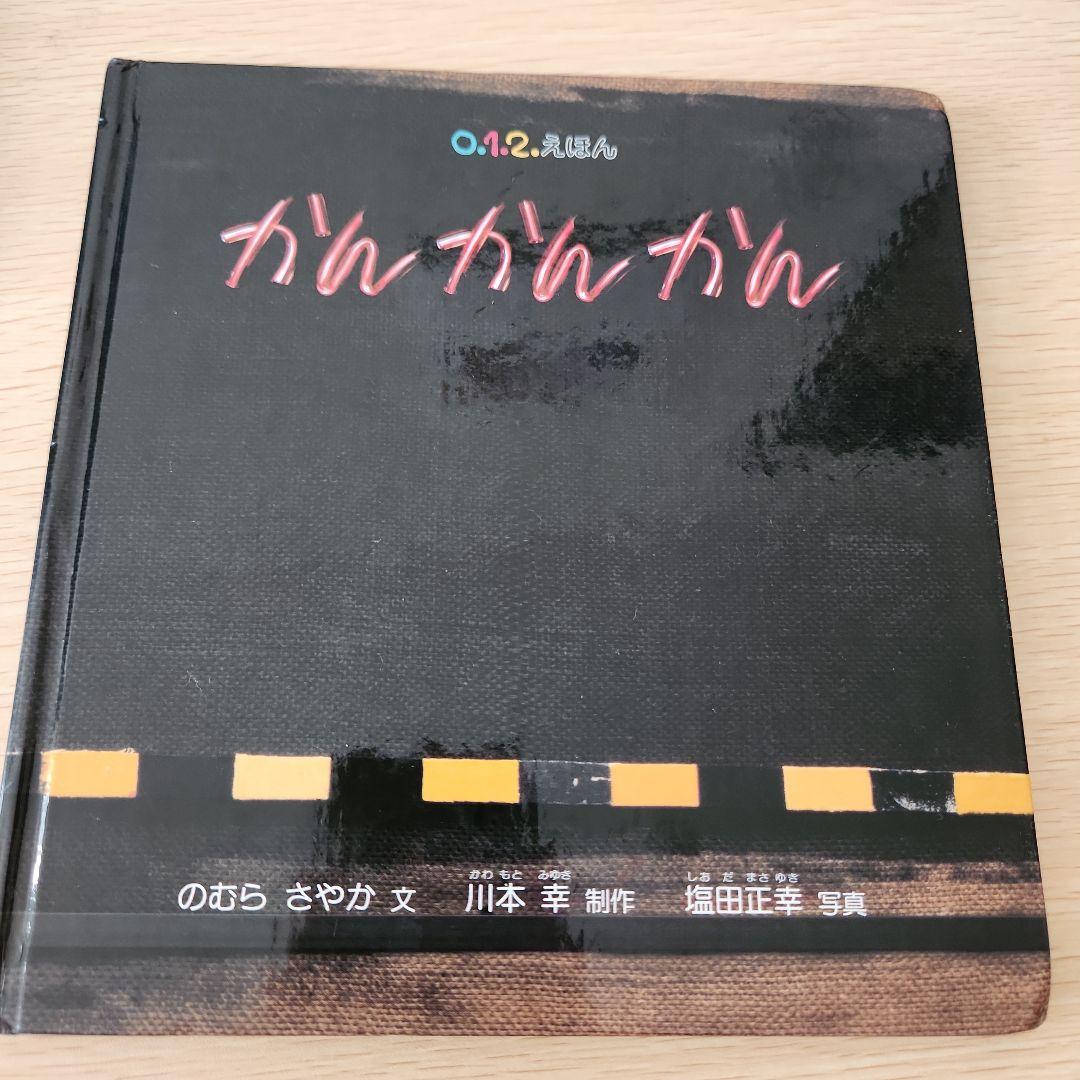 0.1.2.えほん
かん かん かん
かわ もと みゆき しお だ まさ ゆき
のむら さやか 文 川本 幸 制作 塩田正幸 写真